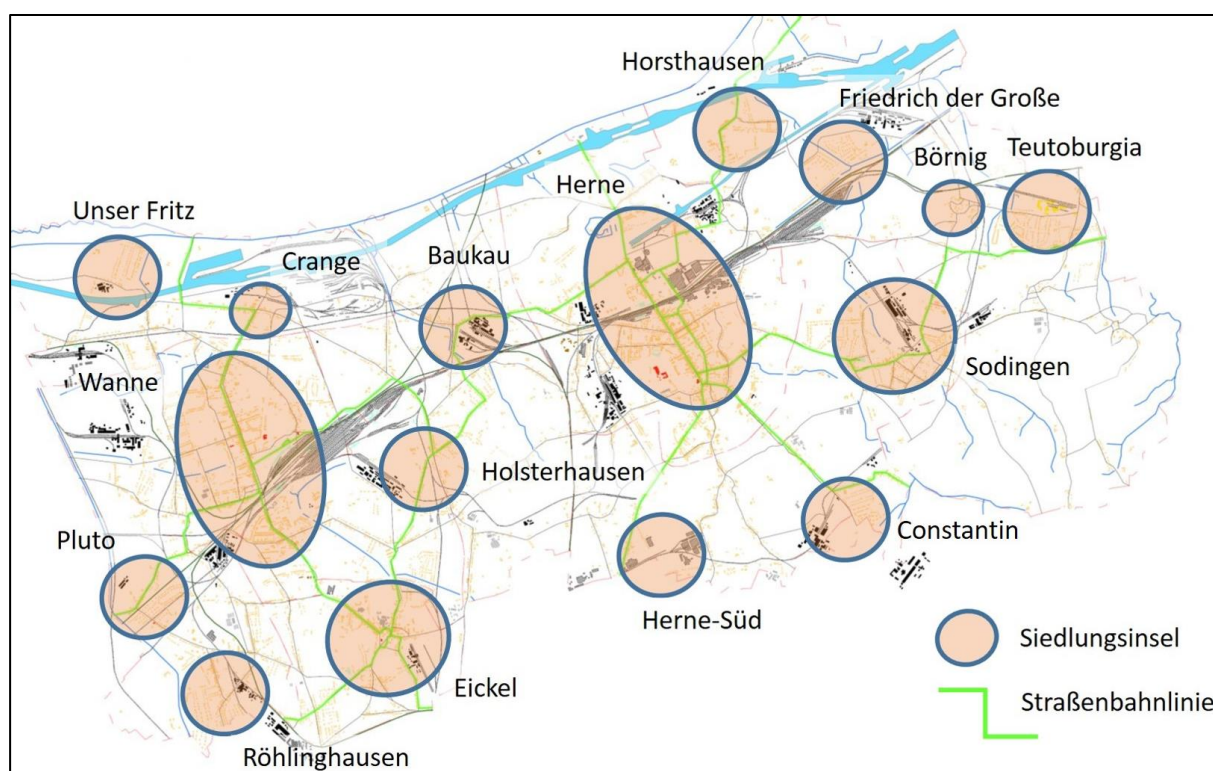 Horsthausen
Friedrich der Große
Börnig
Teutoburgia
Herne
Unser Fritz
Crange
Baukau
Wanne
Sodingen
Holsterhausen
Pluto
Constantin
Herne-Süd
Siedlungsinsel
Eickel
Straßenbahnlinie
Röhlinghausen